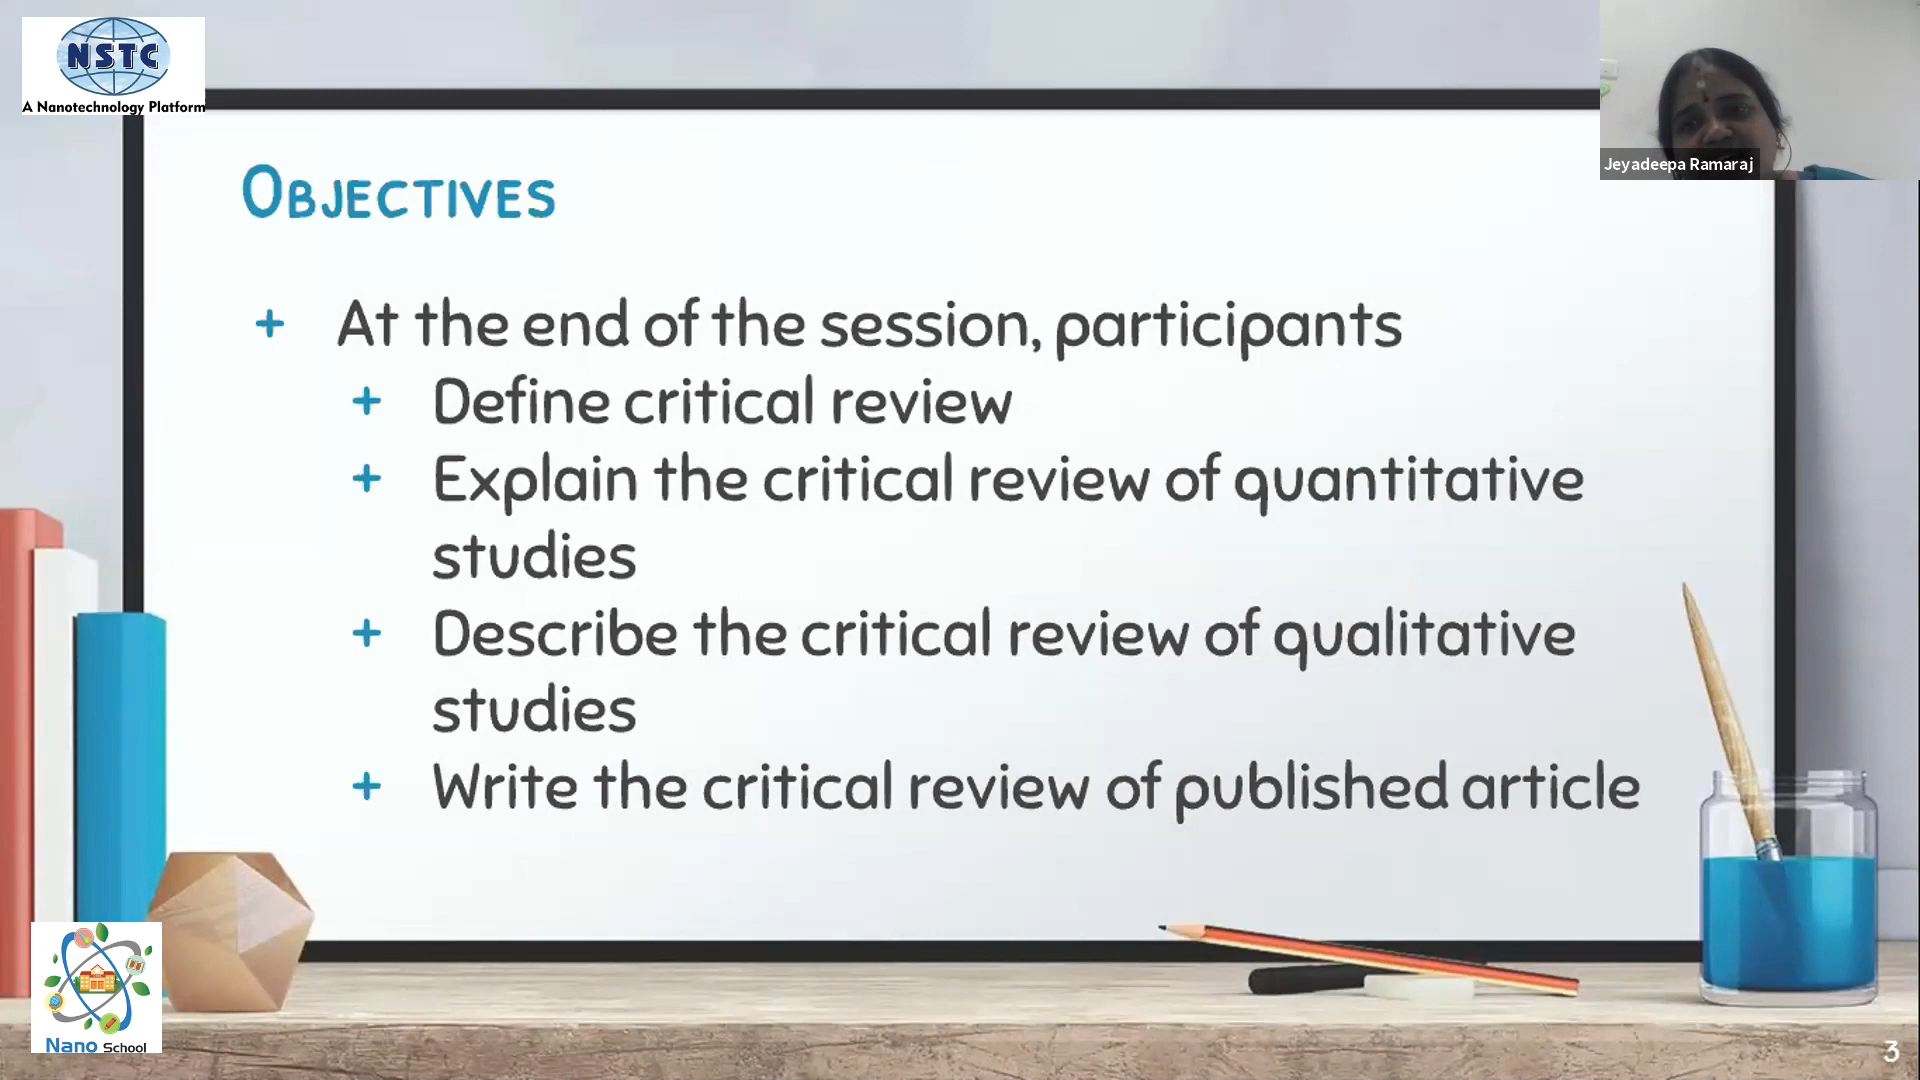 NSTC
A Nanotechnology Platform
Jeyadeepa Ramaraj
Objectives
+ At the end of the session, participants
+ Define critical review
+ Explain the critical review of quantitative
studies
+ Describe the critical review of qualitative
studies
+ Write the critical review of published article
Nano School
3